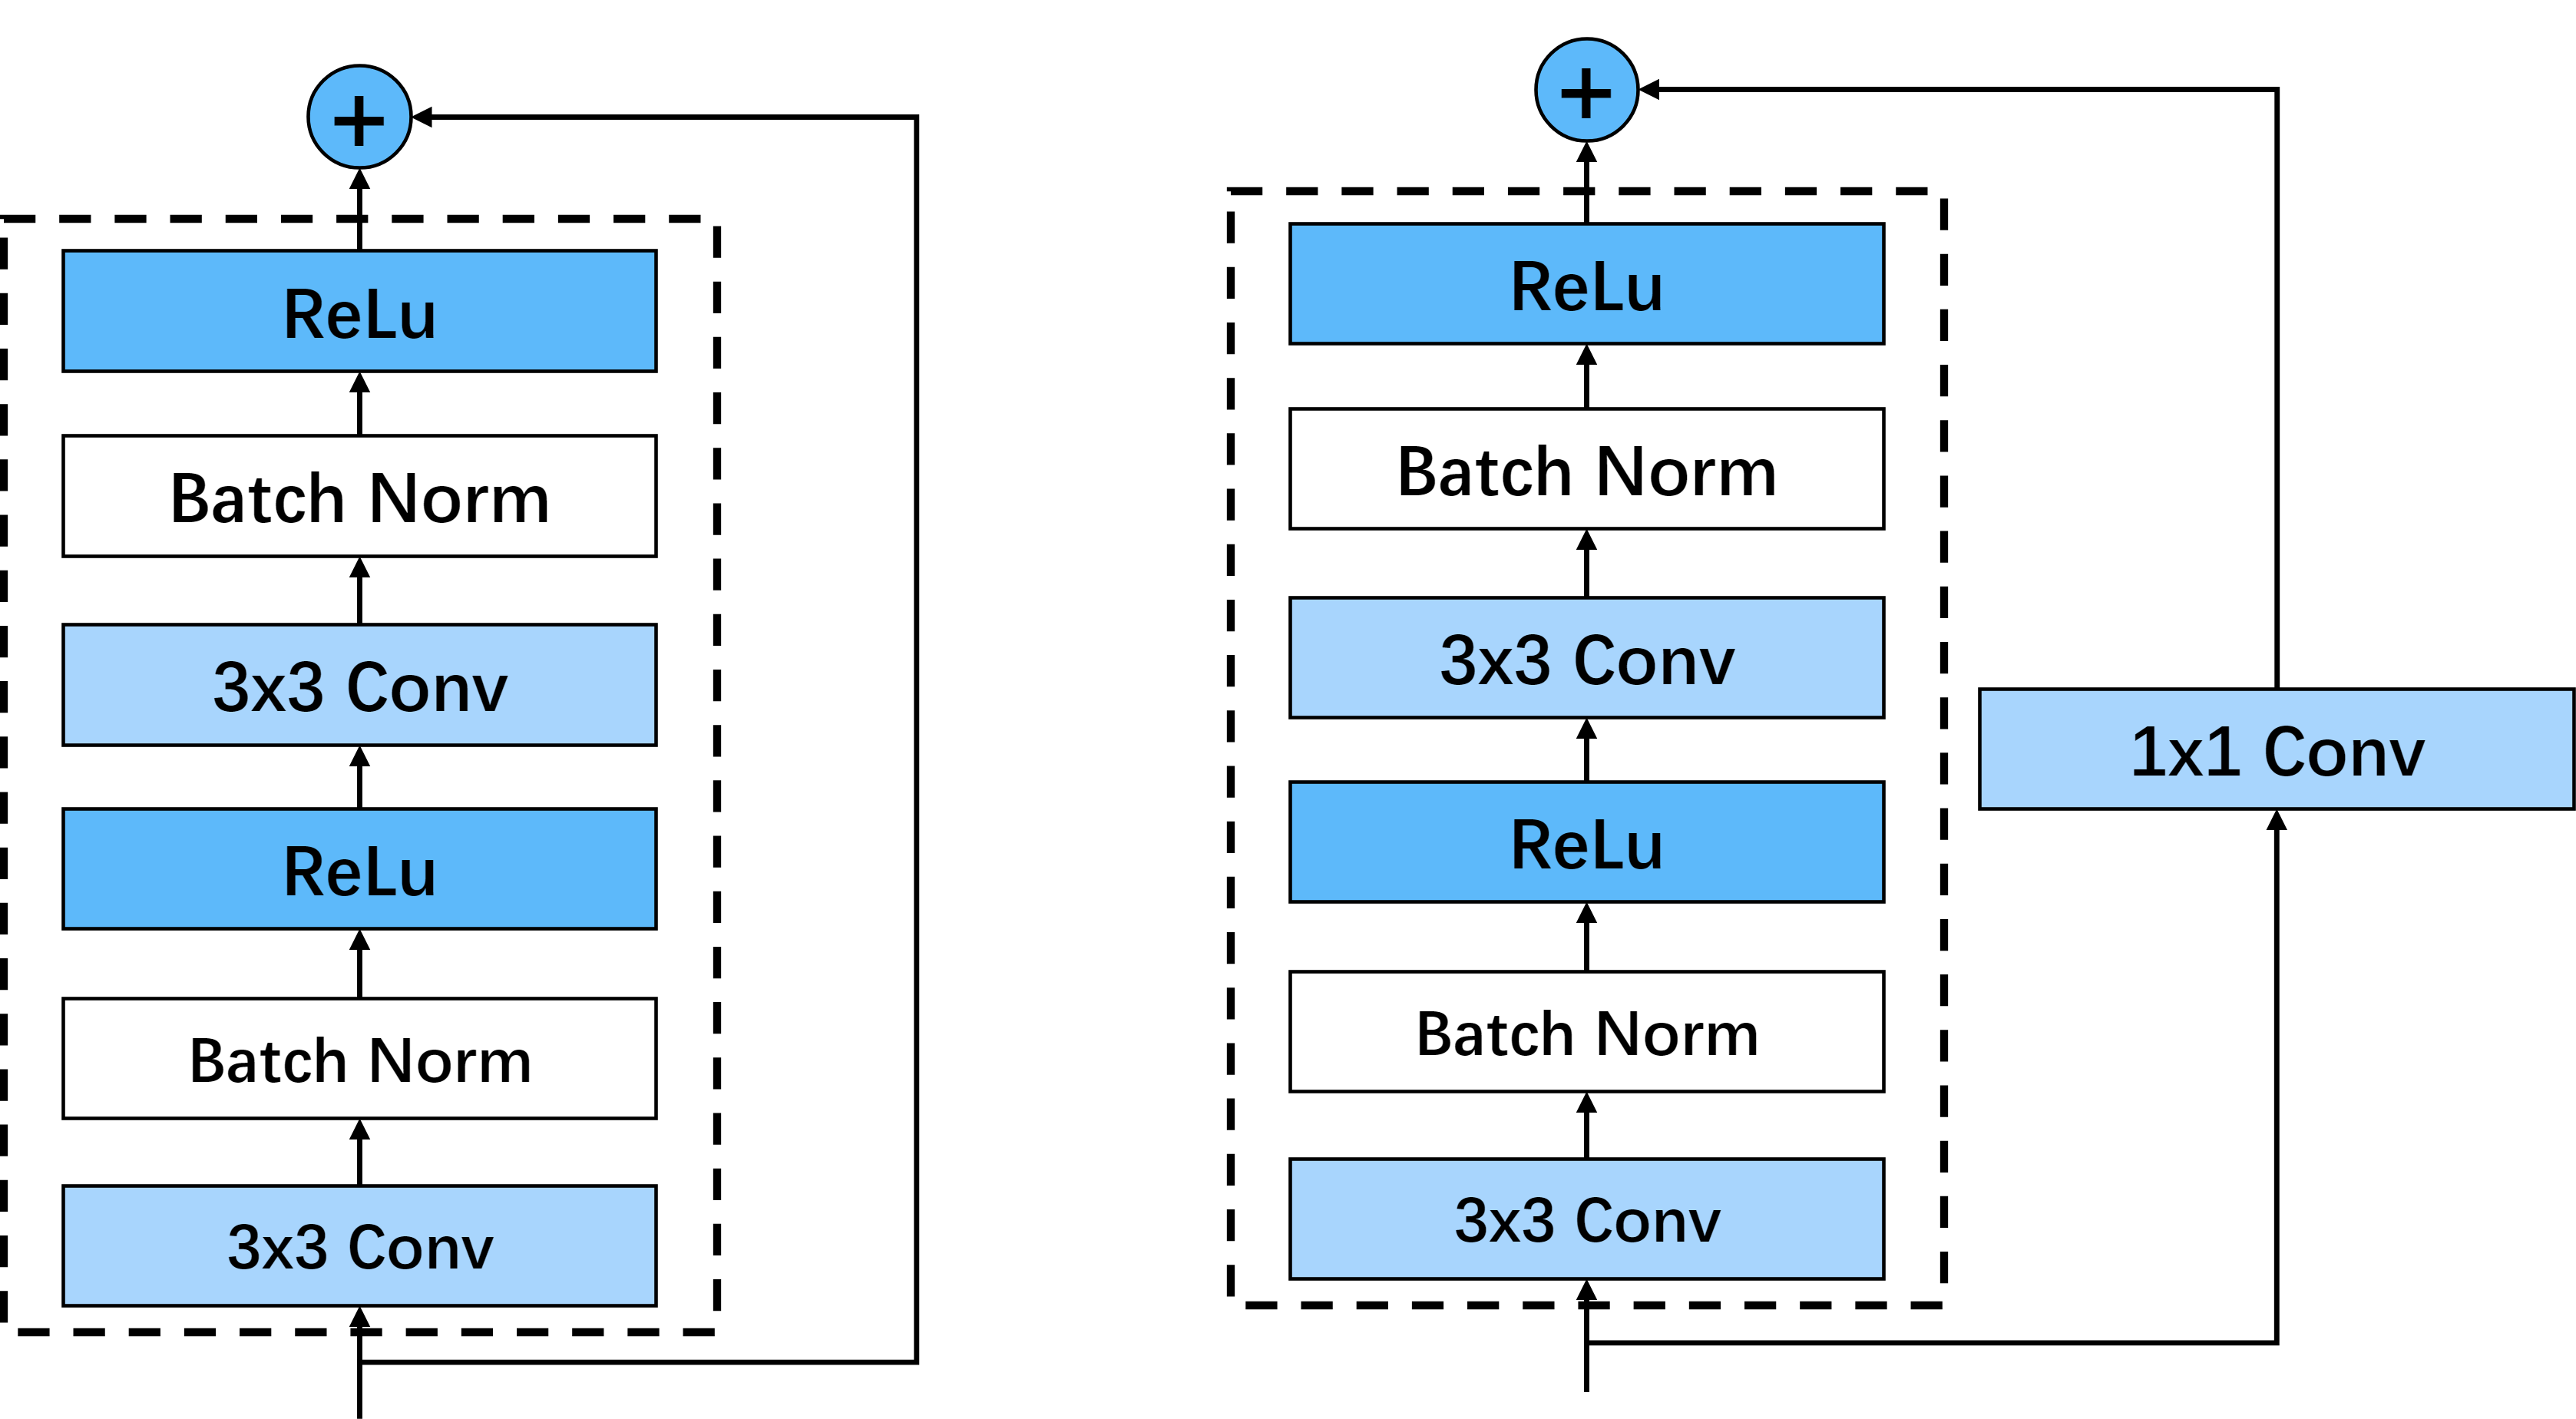 +
ReLu
Batch Norm
3x3 Conv
ReLu
Batch Norm
3x3 Conv
+
ReLu
Batch Norm
3x3 Conv
ReLu
Batch Norm
3x3 Conv
1x1 Conv